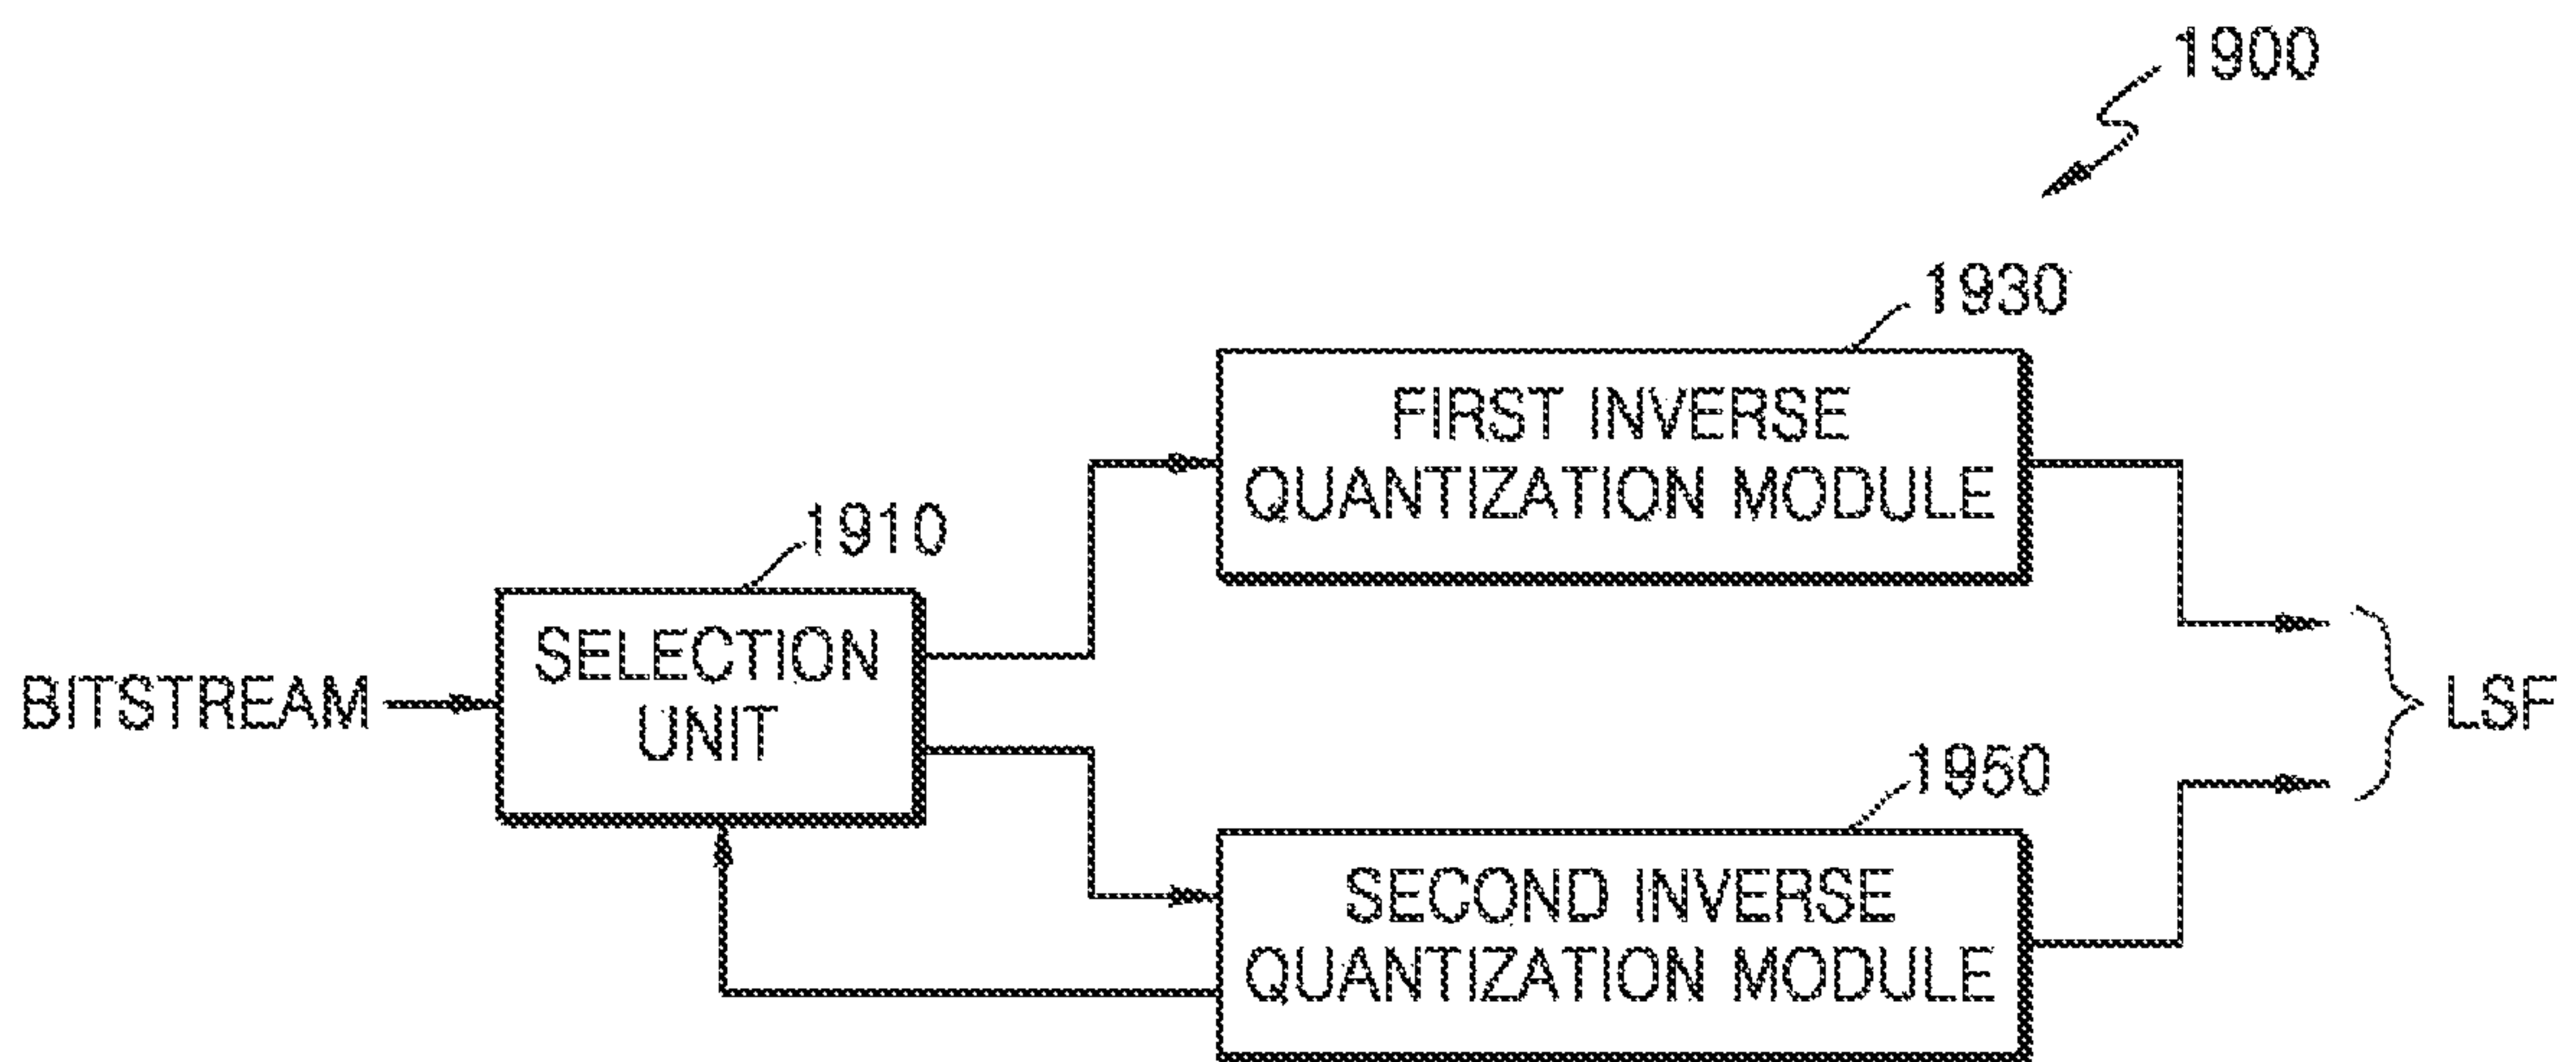 1900
1930
FIRST INVERSE
QUANTIZATION MODULE
1910
SELECTION
UNIT
BITSTREAM
LSF
1950
SECOND INVERSE
QUANTIZATION MODULE